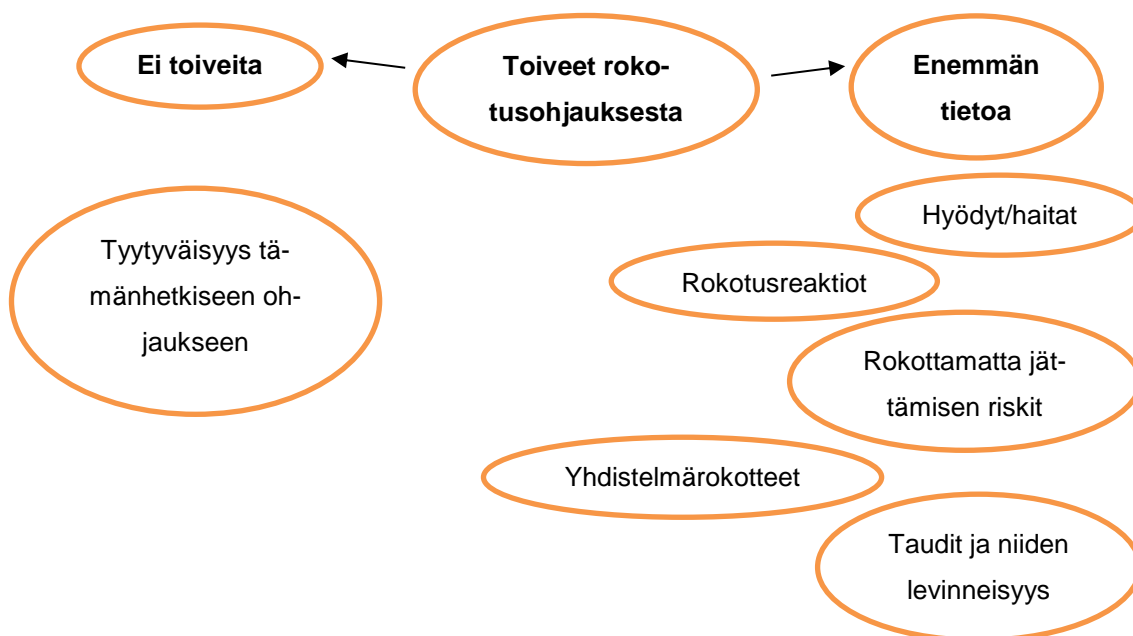 Ei toiveita
Toiveet roko-
tusohjauksesta
Enemmän
tietoa
Hyödyt/haitat
Tyytyväisyys tä-
mänhetkiseen oh-
jaukseen
Rokotusreaktiot
Rokottamatta jät-
tämisen riskit
Yhdistelmärokotteet
Taudit ja niiden
levinneisyys